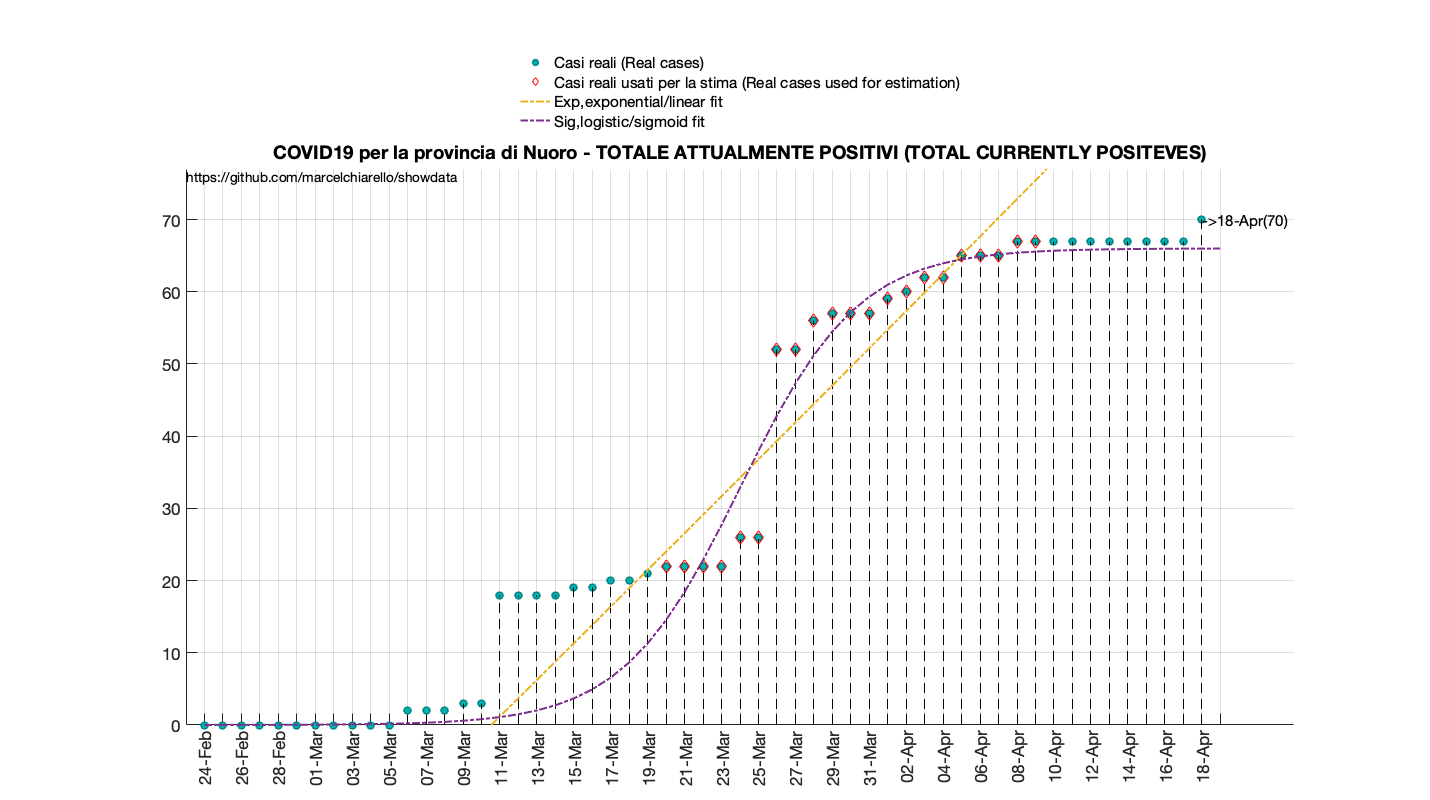 Casi reali (Real cases)
Casi reali usati per la stima (Real cases used for estimation)
Exp,exponential/linear fit
Sig,logistic/sigmoid fit
COVID19 per la provincia di Nuoro - TOTALE ATTUALMENTE POSITIVI (TOTAL CURRENTLY POSITEVES)
https://github.com/marcelchiarello/showdata
70
->18-Apr(70)
60
50
40
30
20
10
0
24-Feb
26-Feb
28-Feb
01-Mar
03-Mar
05-Mar
07-Mar
09-Mar
11-Mar
13-Mar
15-Mar
17-Mar
19-Mar
21-Mar
23-Mar
25-Mar
27-Mar
29-Mar
31-Mar
02-Apr
04-Apr
06-Apr
08-Apr
10-Apr
12-Apr
14-Apr
16-Apr
18-Apr